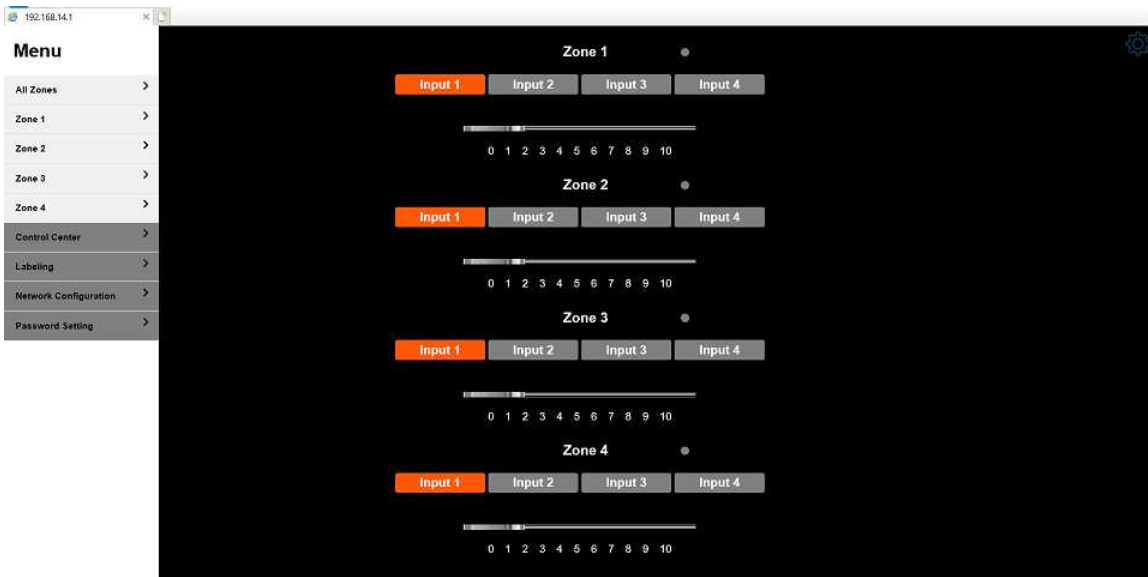 192.168.14.1
Menu
All Zones
Zone 1
Zone 2
Zone 3
Zone 4
Control Center
Labeling
Network Configuration
Password Setting
Zone 1
Input 1 Input 2 Input 3 Input 4
0 1 2 3 4 5 6 7 8 9 10
Zone 2
Input 1 Input 2 Input 3 Input 4
0 1 2 3 4 5 6 7 8 9 10
Zone 3
Input 1 Input 2 Input 3 Input 4
0 1 2 3 4 5 6 7 8 9 10
Zone 4
Input 1 Input 2 Input 3 Input 4
0 1 2 3 4 5 6 7 8 9 10